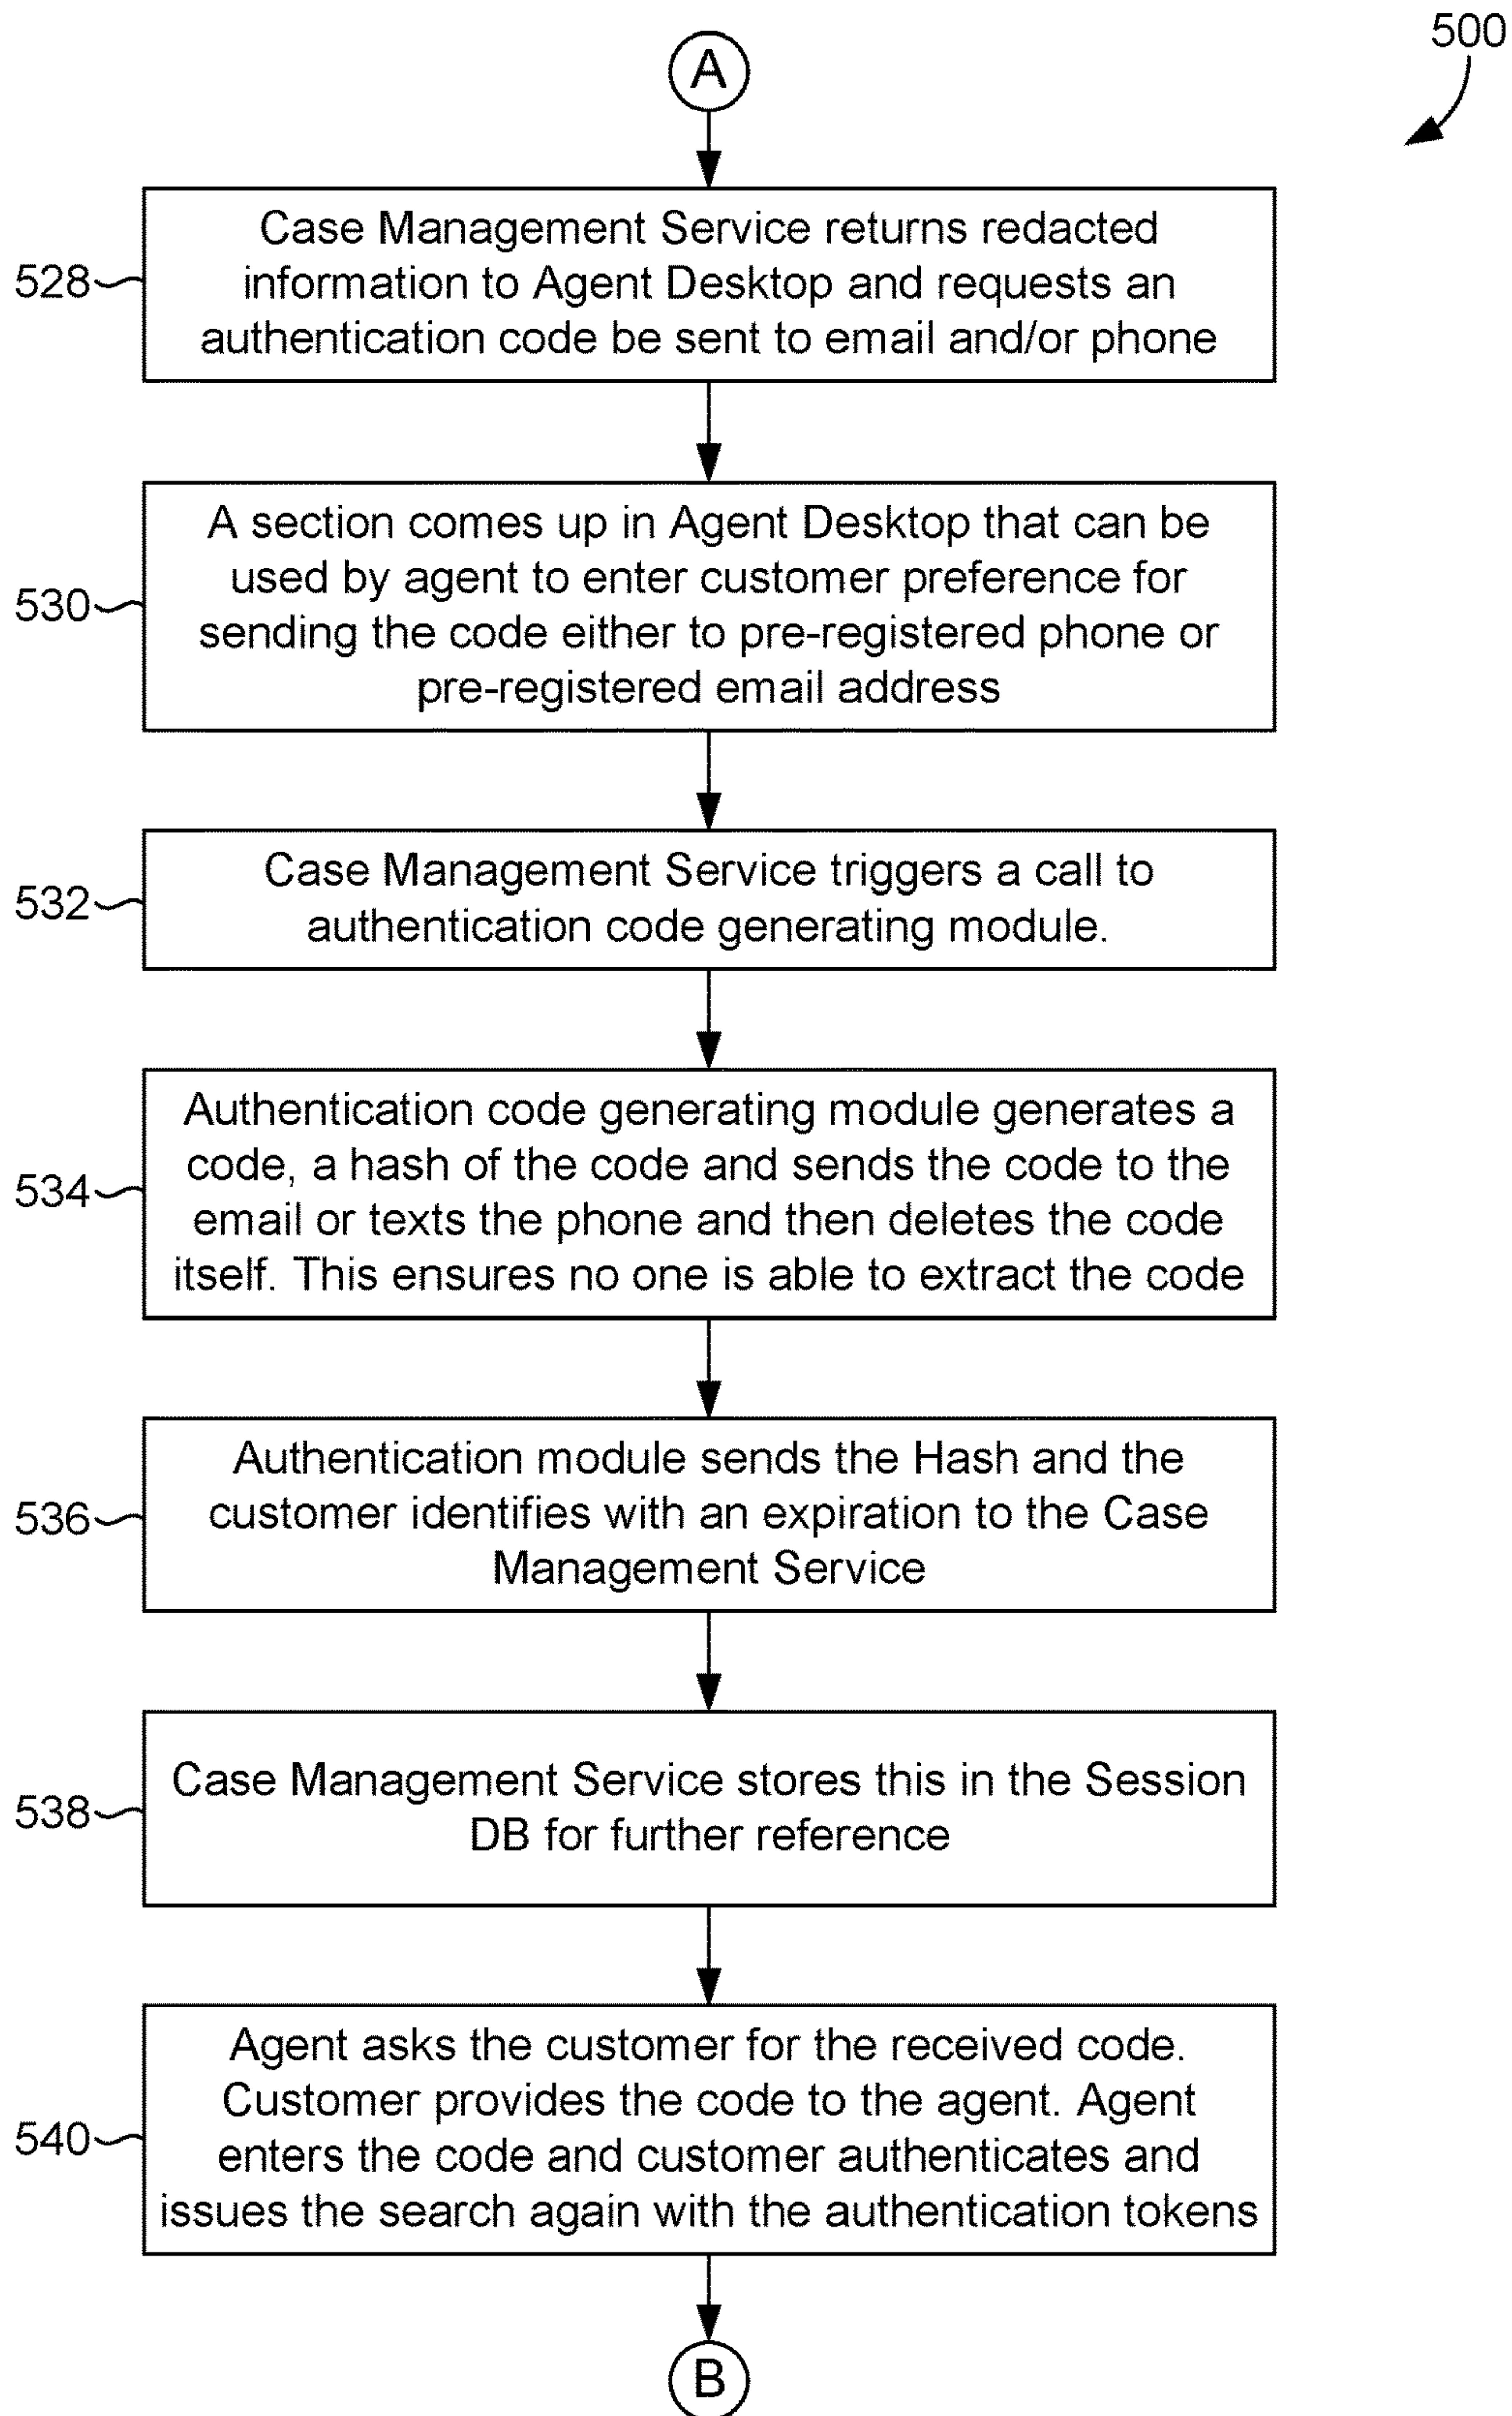 500
A
528
Case Management Service returns redacted
information to Agent Desktop and requests an
authentication code be sent to email and/or phone
530
A section comes up in Agent Desktop that can be
used by agent to enter customer preference for
sending the code either to pre-registered phone or
pre-registered email address
532
Case Management Service triggers a call to
authentication code generating module.
534
Authentication code generating module generates a
code, a hash of the code and sends the code to the
email or texts the phone and then deletes the code
itself. This ensures no one is able to extract the code
536
Authentication module sends the Hash and the
customer identifies with an expiration to the Case
Management Service
538
Case Management Service stores this in the Session
DB for further reference
540
Agent asks the customer for the received code.
Customer provides the code to the agent. Agent
enters the code and customer authenticates and
issues the search again with the authentication tokens
B